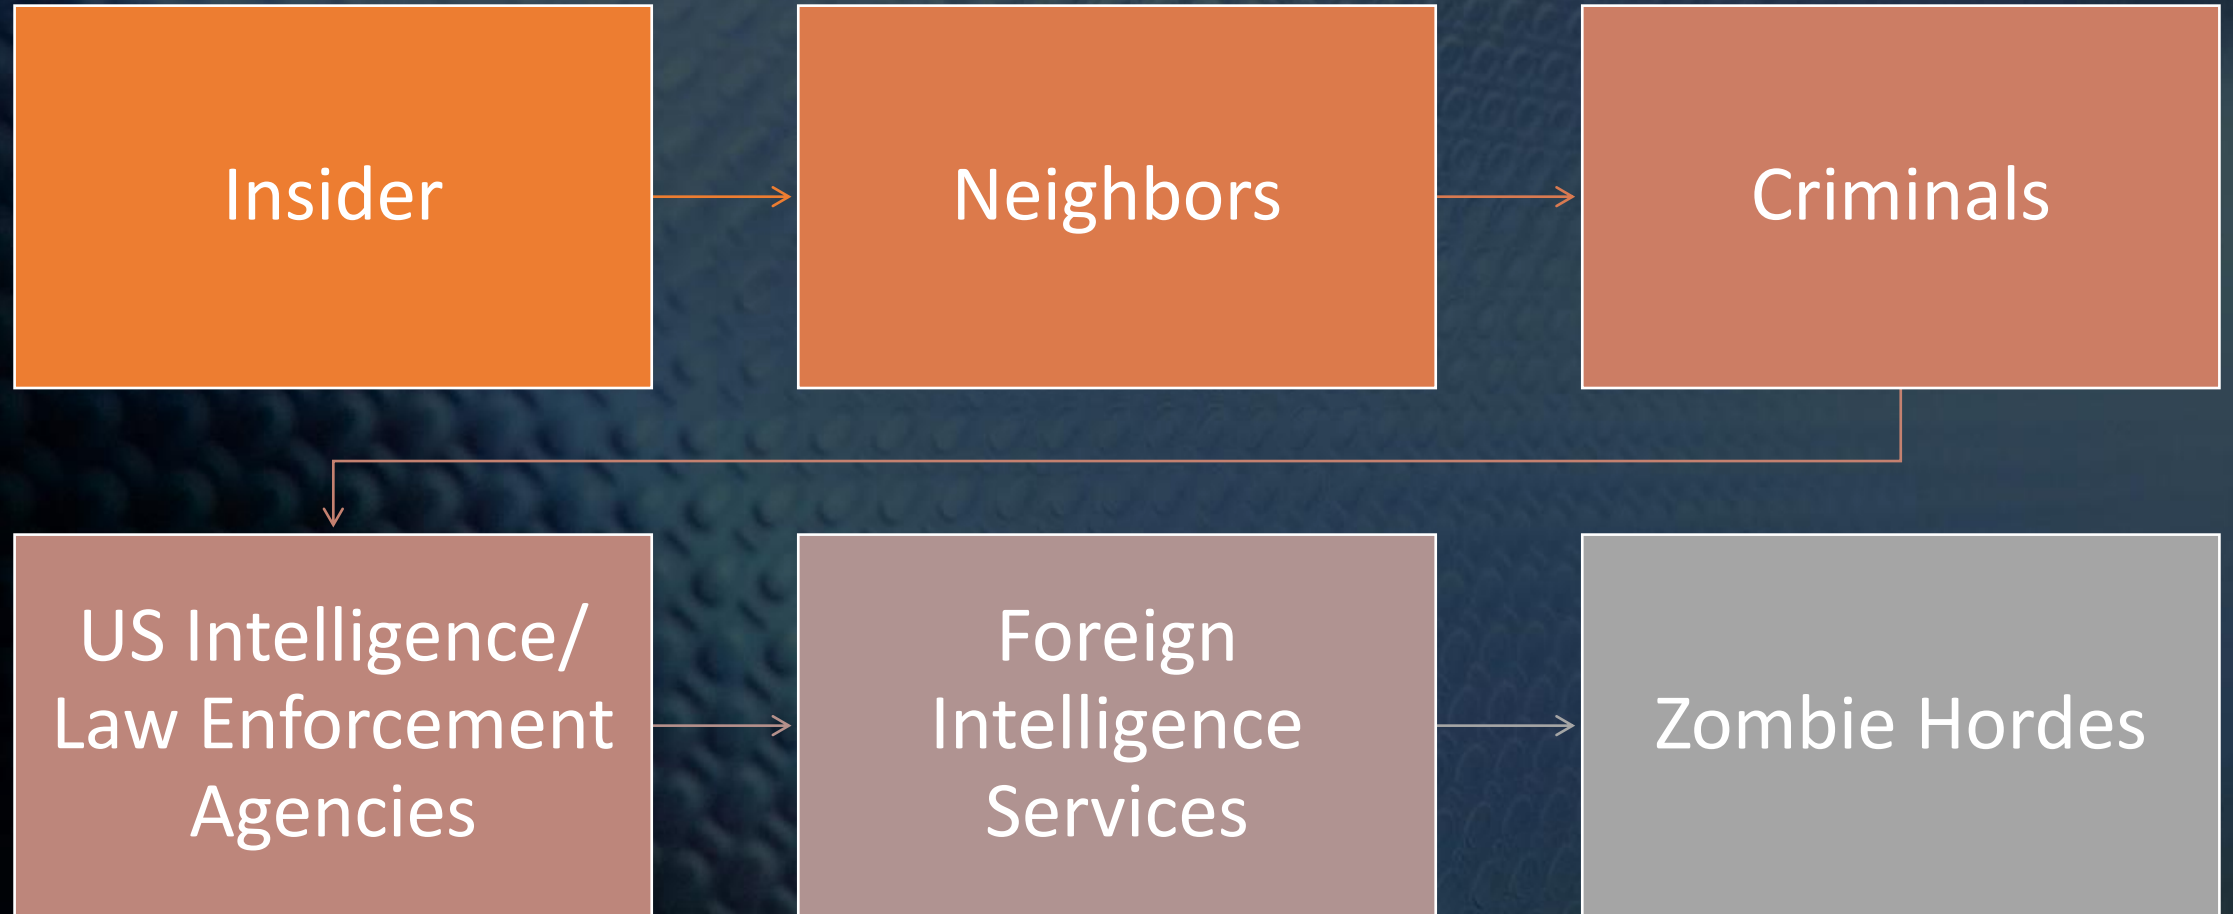 Insider
Neighbors
Criminals
US Intelligence/
Law Enforcement
Agencies
Foreign
Intelligence
Services
Zombie Hordes